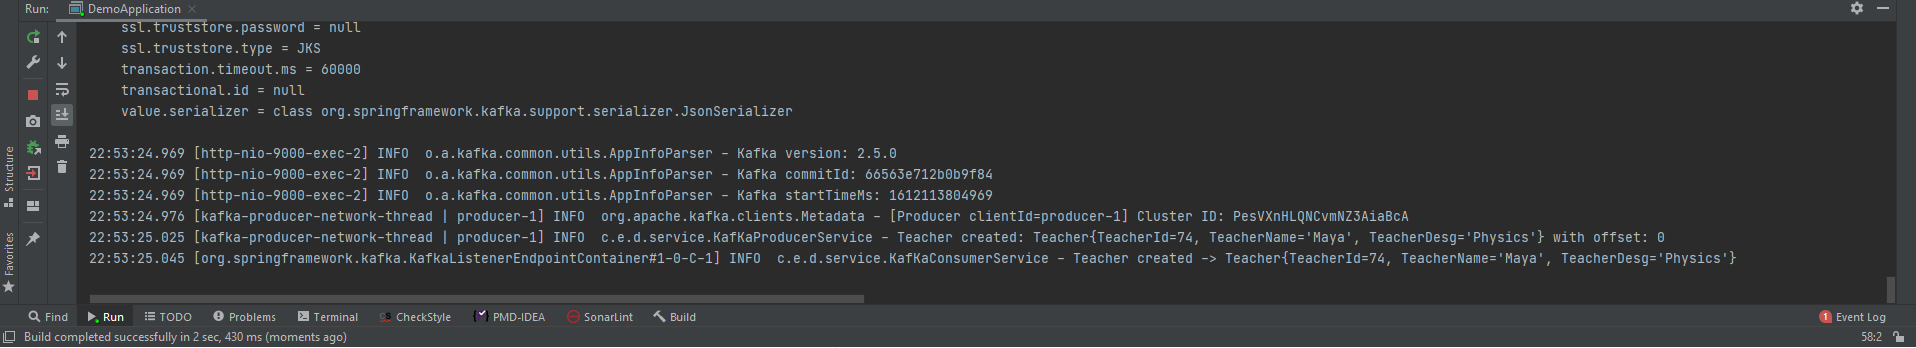 Run: DemoApplication
ssl.truststore.password = null
ssl.truststore.type = JKS
transaction.timeout.ms = 60000
transactional.id = null
value.serializer = class org.springframework.kafka.support.serializer.JsonSerializer
22:53:24.969 [http-nio-9000-exec-2] INFO  o.a.kafka.common.utils.AppInfoParser - Kafka version: 2.5.0
22:53:24.969 [http-nio-9000-exec-2] INFO  o.a.kafka.common.utils.AppInfoParser - Kafka commitId: 66563e712b0b9f84
22:53:24.969 [http-nio-9000-exec-2] INFO  o.a.kafka.common.utils.AppInfoParser - Kafka startTimeMs: 1612113804969
22:53:24.976 [kafka-producer-network-thread | producer-1] INFO  org.apache.kafka.clients.Metadata - [Producer clientId=producer-1] Cluster ID: PesVXnHLQNCvmNZ3AiaBcA
22:53:25.025 [kafka-producer-network-thread | producer-1] INFO  c.e.d.service.KafKaProducerService - Teacher created: Teacher{TeacherId=74, TeacherName='Maya', TeacherDesg='Physics'} with offset: 0
22:53:25.045 [org.springframework.kafka.KafkaListenerEndpointContainer#1-0-C-1] INFO  c.e.d.service.KafKaConsumerService - Teacher created -> Teacher{TeacherId=74, TeacherName='Maya', TeacherDesg='Physics'}
Structure
Favorites
Find Run TODO Problems Terminal CS CheckStyle PMD-IDEA SonarLint Build 1 Event Log
Build completed successfully in 2 sec, 430 ms (moments ago) 58:2